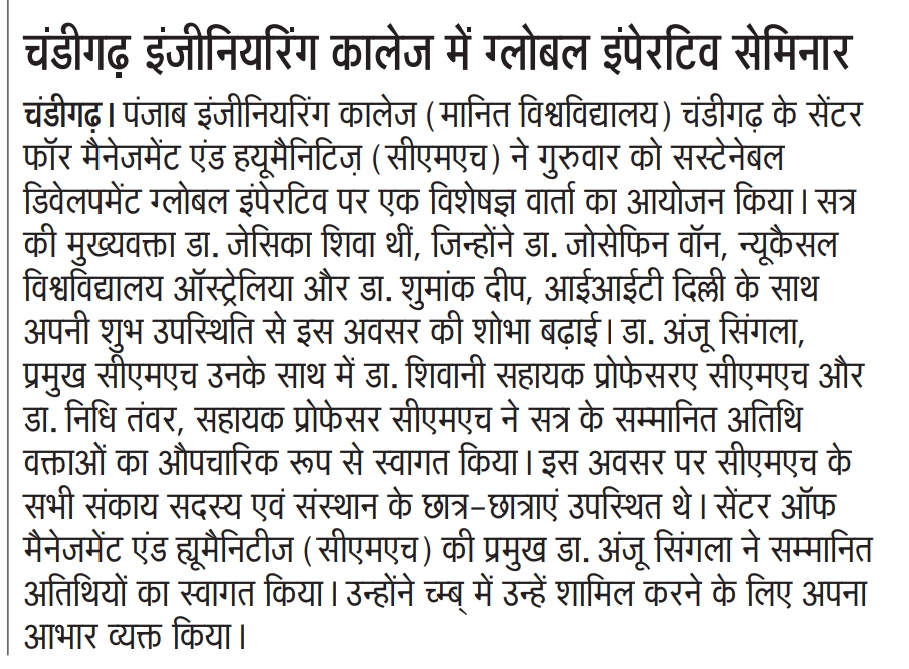 चंडीगढ़ इंजीनियरिंग कालेज में ग्लोबल इंपेरटिव सेमिनार
चंडीगढ़। पंजाब इंजीनियरिंग कालेज (मानित विश्वविद्यालय) चंडीगढ़ के सेंटर
फॉर मैनेजमेंट एंड हयूमैनिटिज़ (सीएमएच) ने गुरुवार को सस्टेनेबल
डिवेलपमेंट ग्लोबल इंपेरटिव पर एक विशेषज्ञ वार्ता का आयोजन किया। सत्र
की मुख्यवक्ता डा. जेसिका शिवा थीं, जिन्होंने डा. जोसेफिन वॉन, न्यूकैसल
विश्वविद्यालय ऑस्ट्रेलिया और डा. शुमांक दीप, आईआईटी दिल्ली के साथ
अपनी शुभ उपस्थिति से इस अवसर की शोभा बढ़ाई। डा. अंजू सिंगला,
प्रमुख सीएमएच उनके साथ में डा. शिवानी सहायक प्रोफेसरए सीएमएच और
डा. निधि तंवर, सहायक प्रोफेसर सीएमएच ने सत्र के सम्मानित अतिथि
वक्ताओं का औपचारिक रूप से स्वागत किया। इस अवसर पर सीएमएच के
सभी संकाय सदस्य एवं संस्थान के छात्र-छात्राएं उपस्थित थे। सेंटर ऑफ
मैनेजमेंट एंड ह्यूमैनिटीज (सीएमएच) की प्रमुख डा. अंजू सिंगला ने सम्मानित
अतिथियों का स्वागत किया। उन्होंने च्म्ब् में उन्हें शामिल करने के लिए अपना
आभार व्यक्त किया।